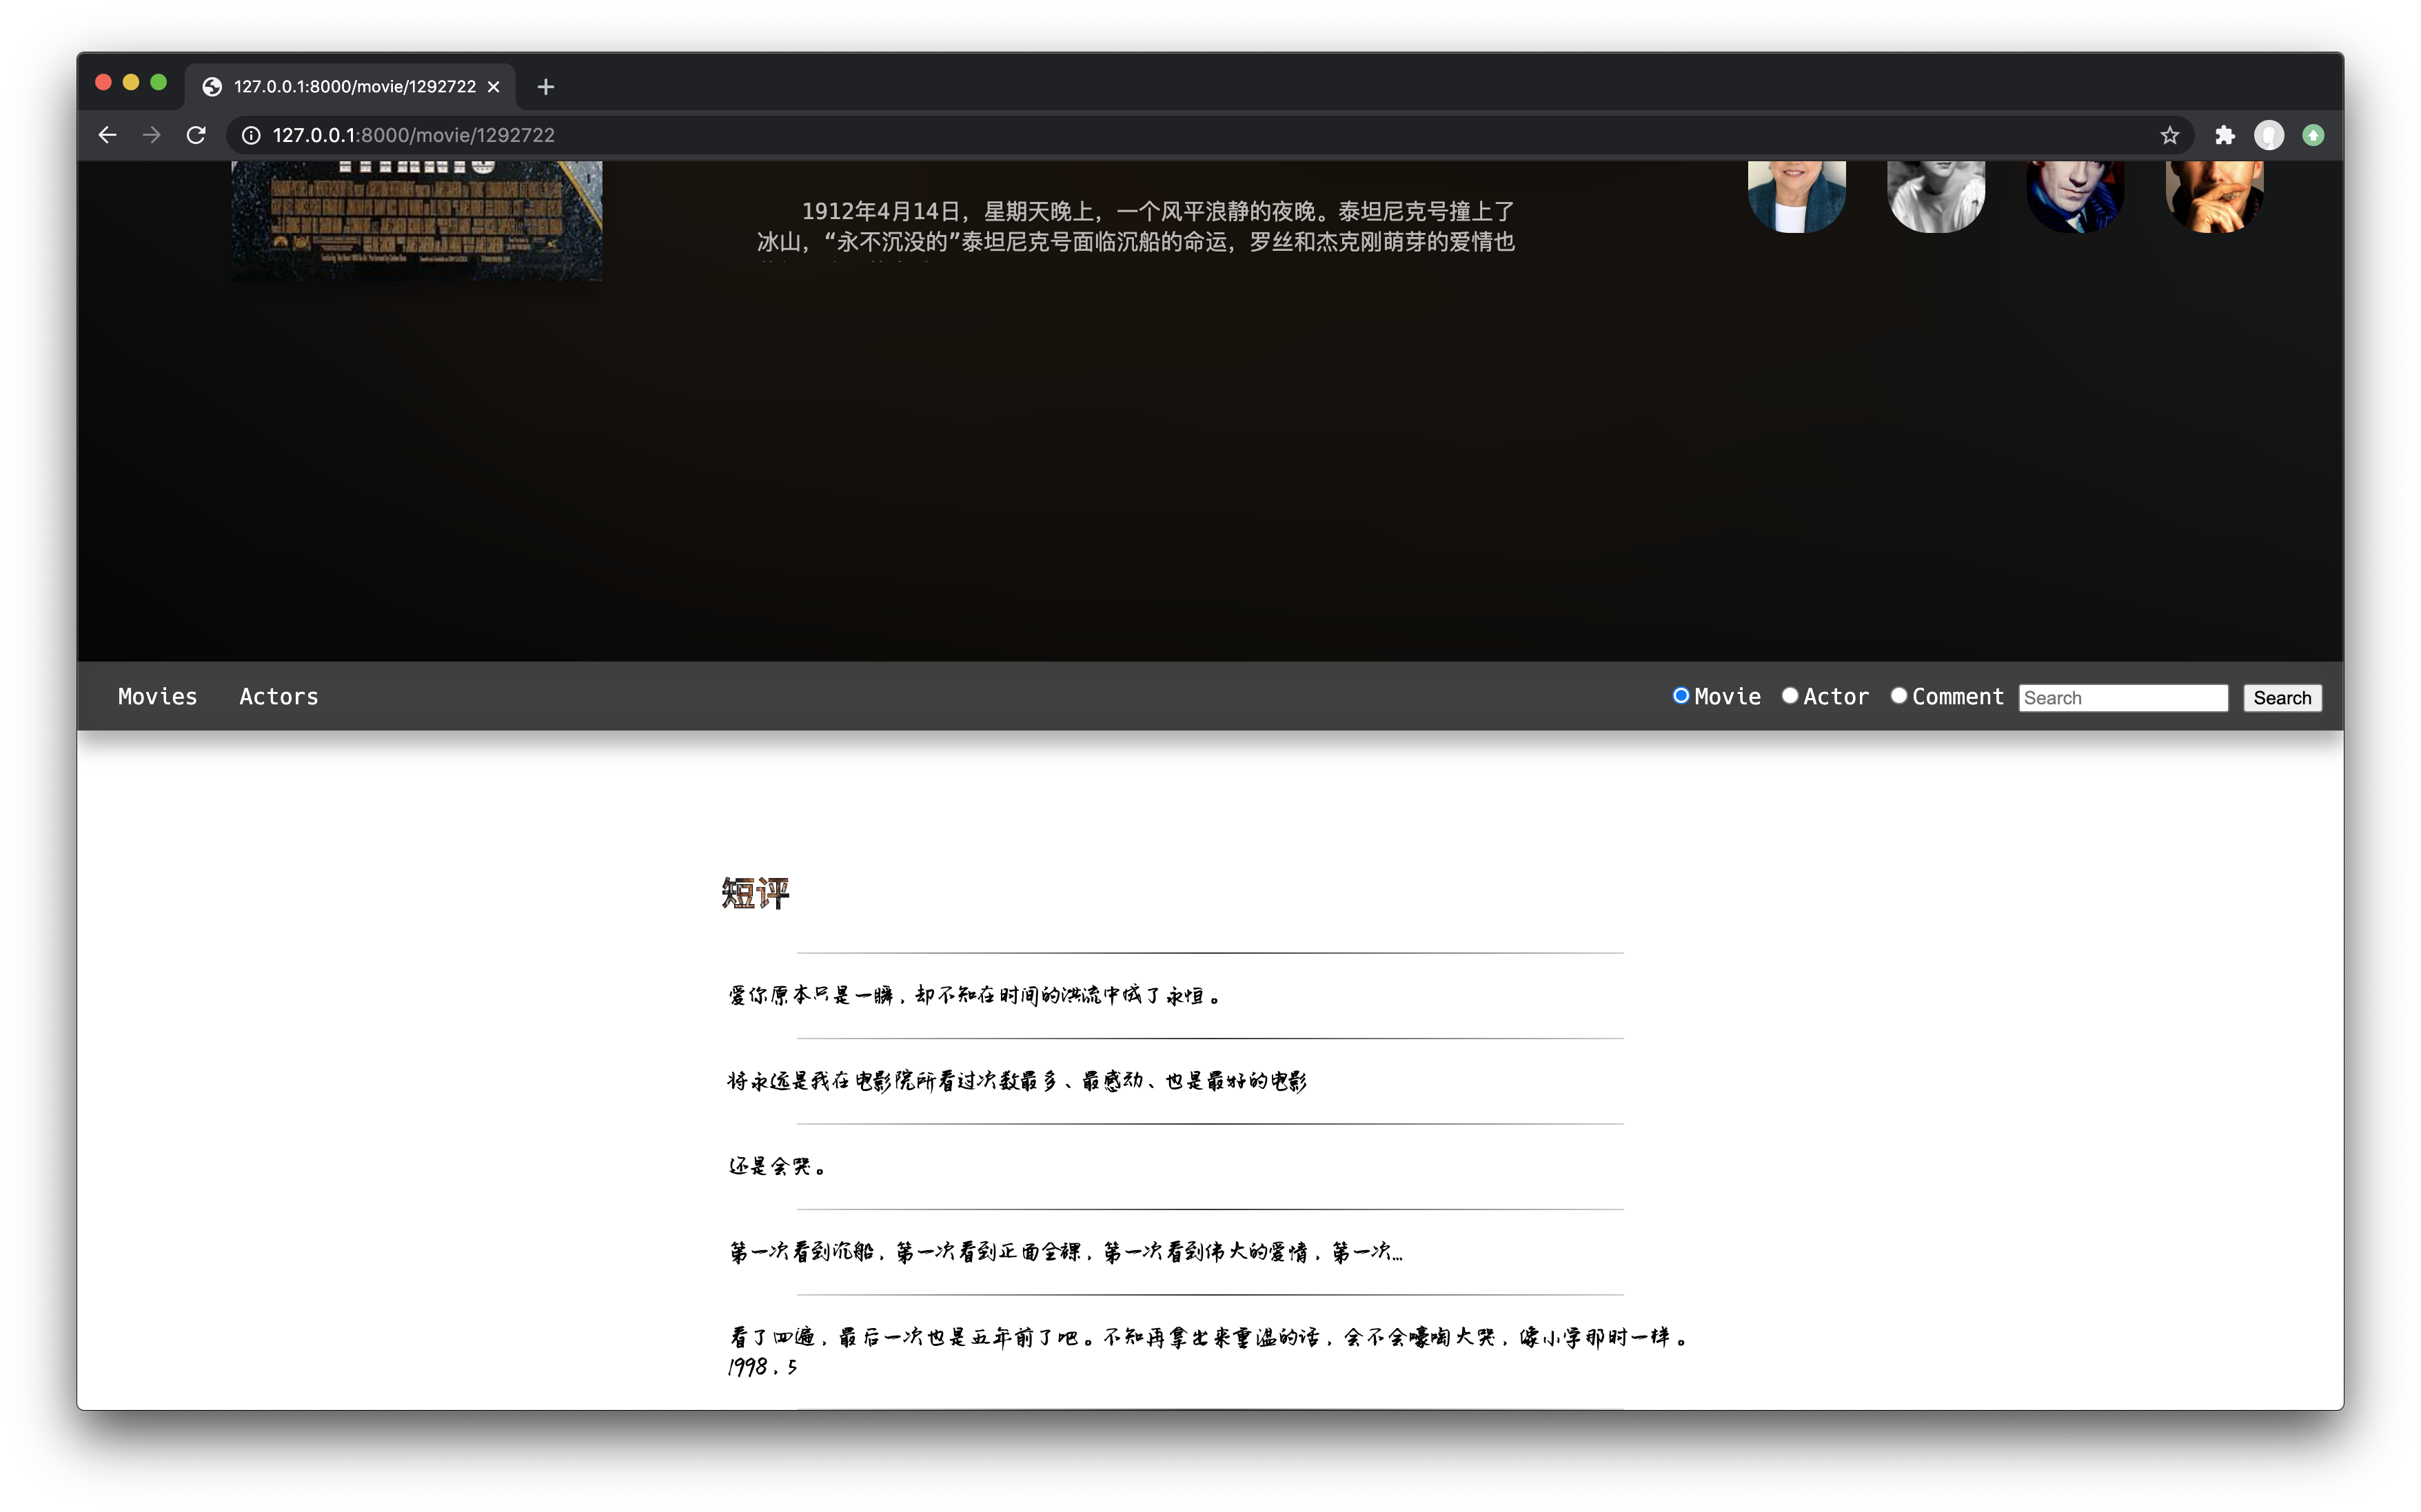 127.0.0.1:8000/movie/1292722
127.0.0.1:8000/movie/1292722
1912年4月14日，星期天晚上，一个风平浪静的夜晚。泰坦尼克号撞上了
冰山，“永不沉没的”泰坦尼克号面临沉船的命运，罗丝和杰克刚萌芽的爱情也
Movies Actors Movie Actor Comment Search Search
短评
爱你原本只是一瞬，却不知在时间的洪流中成了永恒。
将永远是我在电影院所看过次数最多、最感动、也是最好的电影
还是会哭。
第一次看到沉船，第一次看到正面全裸，第一次看到伟大的爱情，第一次...
看了四遍，最后一次也是五年前了吧。不知再拿出来重温的话，会不会嚎啕大哭，像小学那时一样。
1998，5